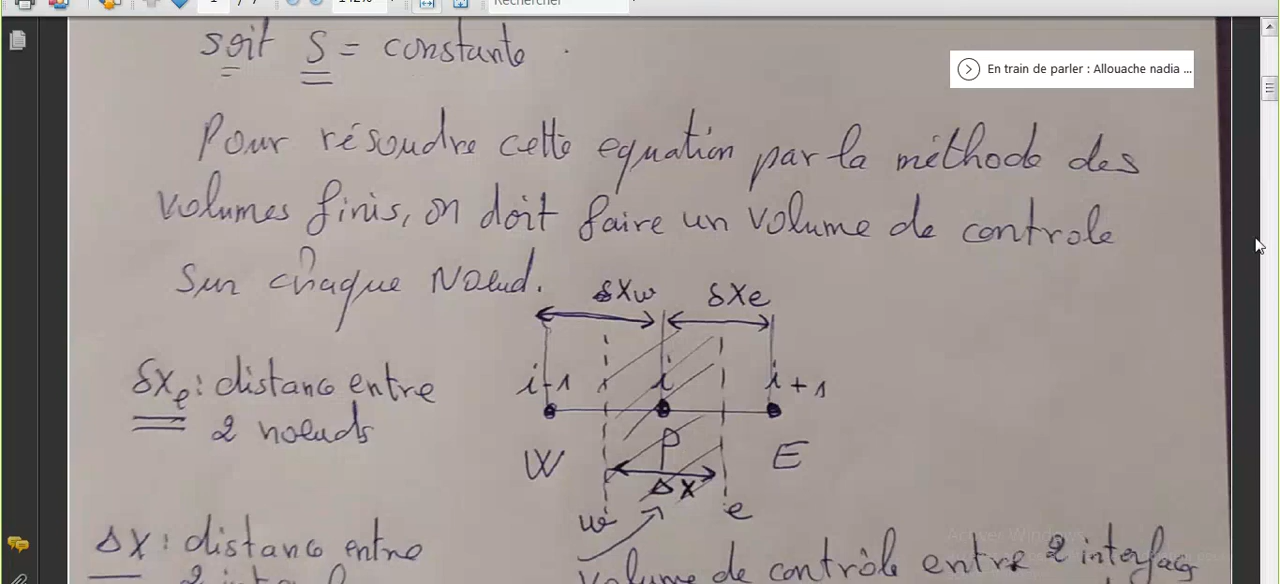 Rechercher
soit S = constante.
En train de parler : Allouache nadia ...
Pour résoudre cette equation par la méthode des
volumes finis, on doit faire un volume de controle
sur chaque Noeud.
δXw δXe
δXe : distance entre
2 noeuds
i-1 i i+1
W P E
Δx
w e
Δx : distance entre
volume de contrôle entre 2 interfaces